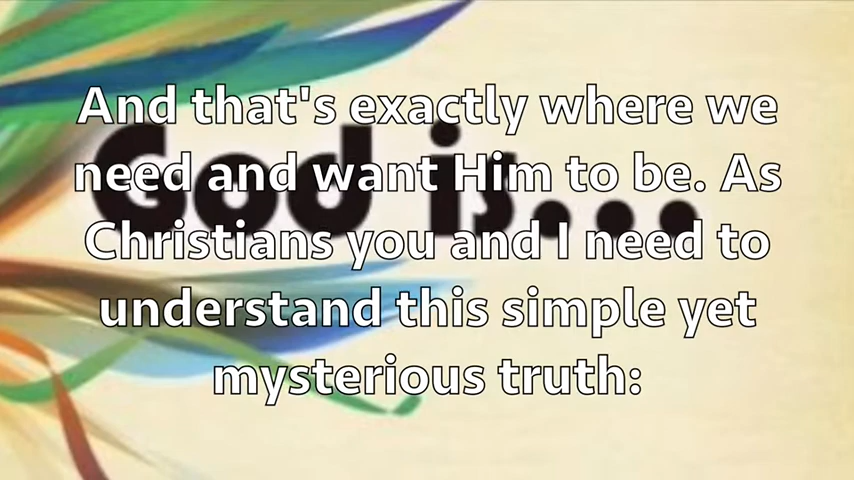 And that's exactly where we
need and want Him to be. As
God is...
Christians you and I need to
understand this simple yet
mysterious truth: